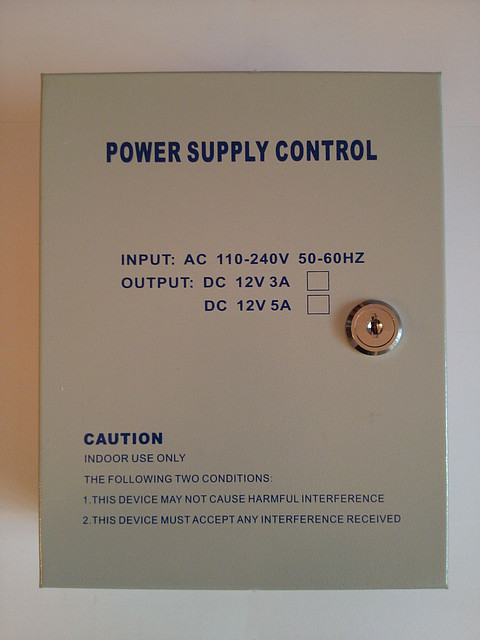 POWER SUPPLY CONTROL
INPUT: AC 110-240V 50-60HZ
OUTPUT: DC 12V 3A
DC 12V 5A
CAUTION
INDOOR USE ONLY
THE FOLLOWING TWO CONDITIONS:
1.THIS DEVICE MAY NOT CAUSE HARMFUL INTERFERENCE
2.THIS DEVICE MUST ACCEPT ANY INTERFERENCE RECEIVED